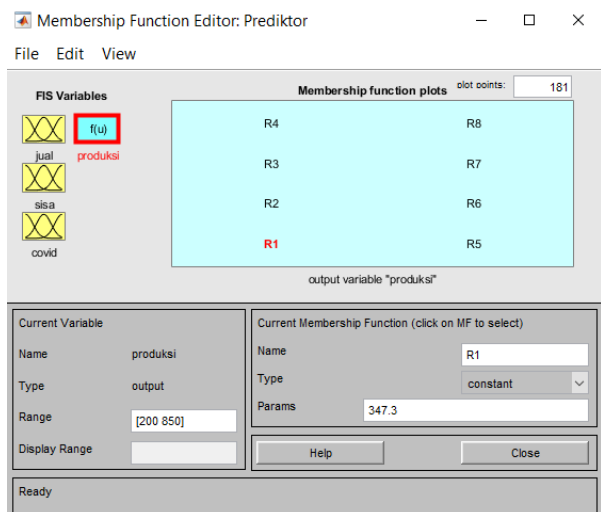 Membership Function Editor: Prediktor
File Edit View
FIS Variables
f(u)
jual produksi
sisa
covid
Membership function plots plot points: 181
R4 R8
R3 R7
R2 R6
R1 R5
output variable "produksi"
Current Variable
Name produksi
Type output
Range [200 850]
Display Range
Current Membership Function (click on MF to select)
Name R1
Type constant
Params 347.3
Help Close
Ready